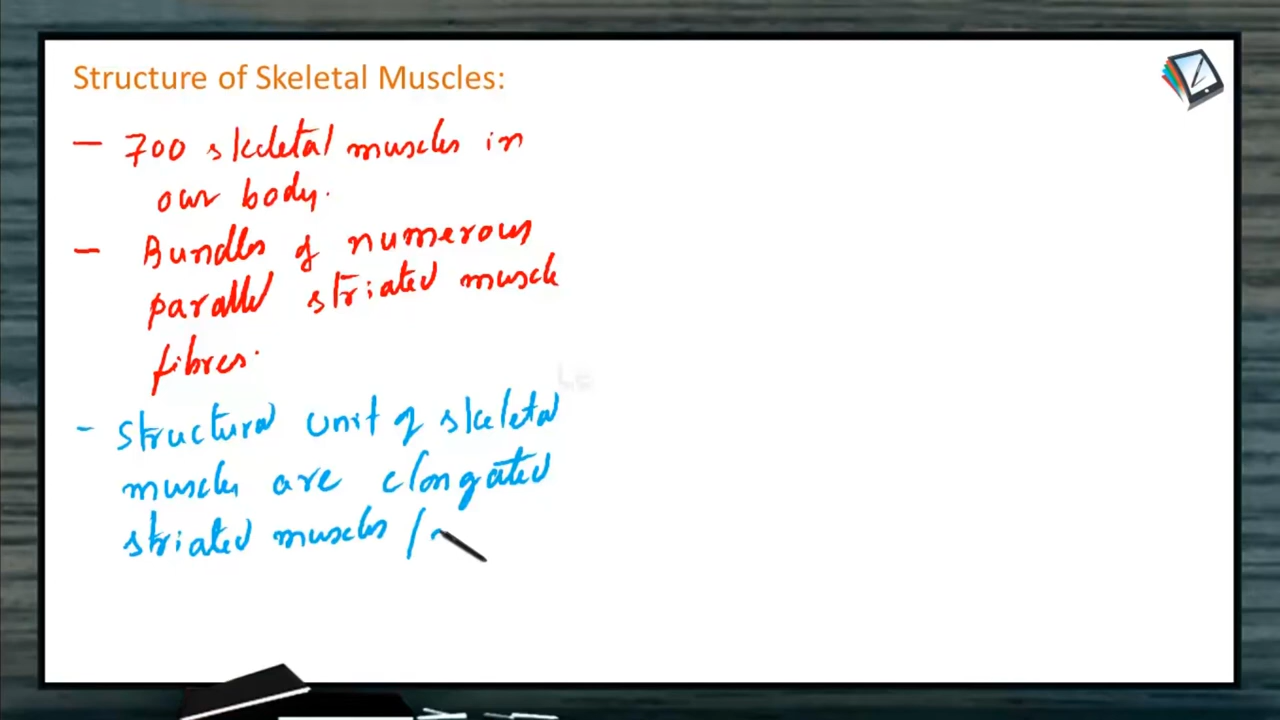 Structure of Skeletal Muscles:
– 700 skeletal muscles in
our body.
– Bundles of numerous
parallel striated muscle
fibres.
– Structural unit of skeletal
muscles are elongated
striated muscles /